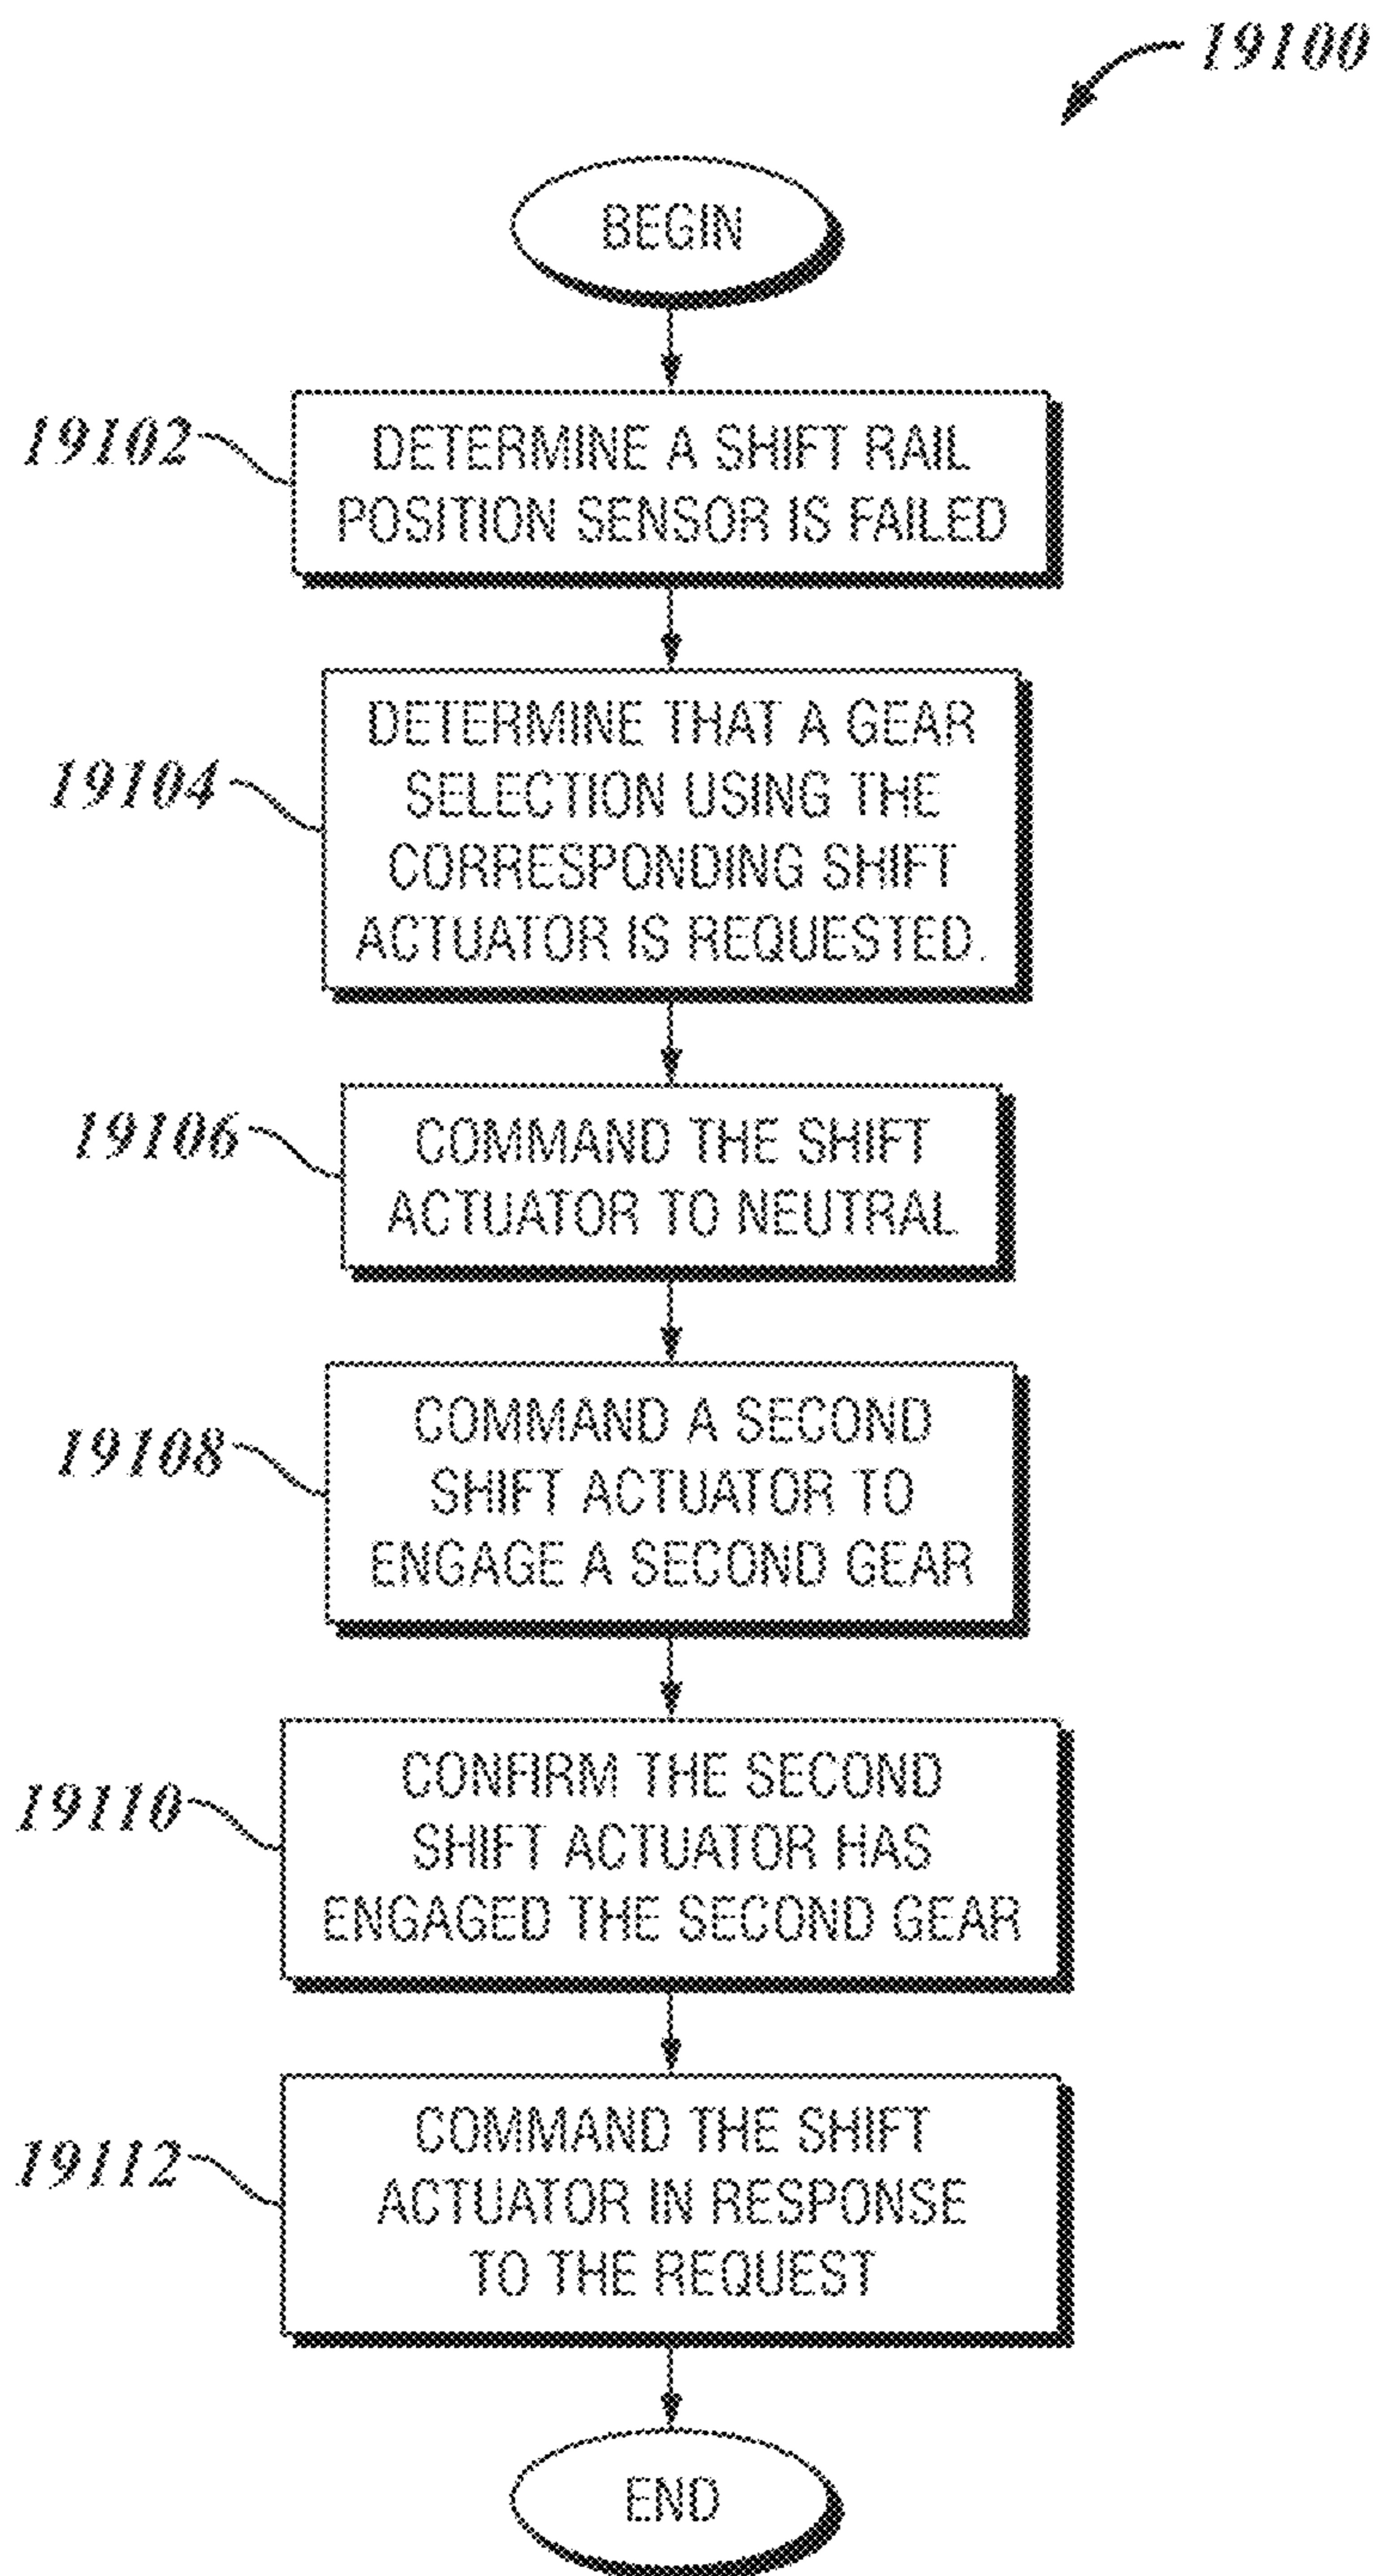 19100
BEGIN
19102
DETERMINE A SHIFT RAIL
POSITION SENSOR IS FAILED
19104
DETERMINE THAT A GEAR
SELECTION USING THE
CORRESPONDING SHIFT
ACTUATOR IS REQUESTED.
19106
COMMAND THE SHIFT
ACTUATOR TO NEUTRAL
19108
COMMAND A SECOND
SHIFT ACTUATOR TO
ENGAGE A SECOND GEAR
19110
CONFIRM THE SECOND
SHIFT ACTUATOR HAS
ENGAGED THE SECOND GEAR
19112
COMMAND THE SHIFT
ACTUATOR IN RESPONSE
TO THE REQUEST
END